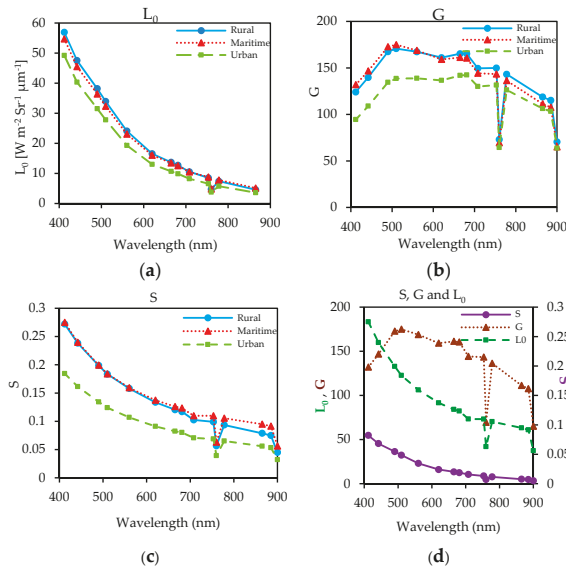 L₀
60
50
40
30
20
10
0
L₀ [W m⁻² Sr⁻¹ µm⁻¹]
Rural
Maritime
Urban
400 500 600 700 800 900
Wavelength (nm)
(a)
G
200
150
100
50
0
G
Rural
Maritime
Urban
400 500 600 700 800 900
Wavelength (nm)
(b)
S
0.3
0.25
0.2
0.15
0.1
0.05
0
S
Rural
Maritime
Urban
400 500 600 700 800 900
Wavelength (nm)
(c)
S, G and L₀
200
150
100
50
0
L₀ , G
S
G
L0
0.3
0.25
0.2
0.15
0.1
0.05
0
S
400 500 600 700 800 900
Wavelength (nm)
(d)